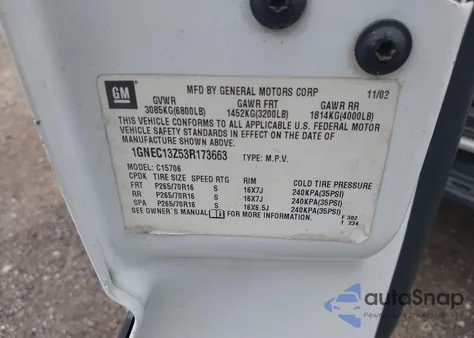 GM
MFD BY GENERAL MOTORS CORP 11/02
GVWR GAWR FRT GAWR RR
3085KG(6800LB) 1452KG(3200LB) 1814KG(4000LB)
THIS VEHICLE CONFORMS TO ALL APPLICABLE U.S. FEDERAL MOTOR
VEHICLE SAFETY STANDARDS IN EFFECT ON THE DATE OF
MANUFACTURE SHOWN ABOVE.
1GNEC13Z53R173663 TYPE: M.P.V.
MODEL: C15706
CPDK TIRE SIZE SPEED RTG RIM COLD TIRE PRESSURE
FRT P265/70R16 S 16X7J 240KPA(35PSI)
RR P265/70R16 S 16X7J 240KPA(35PSI)
SPA P265/70R16 S 16X6.5J 240KPA(35PSI)
SEE OWNER'S MANUAL FOR MORE INFORMATION.
F 302
T 234
autoSnap